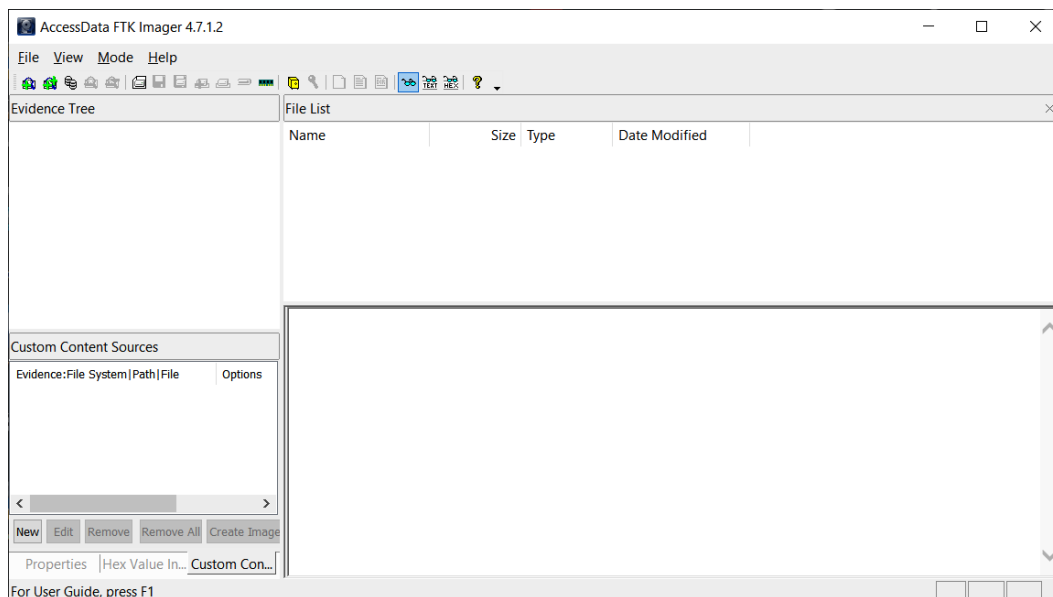 AccessData FTK Imager 4.7.1.2
File View Mode Help
TEXT HEX
Evidence Tree
File List
Name Size Type Date Modified
Custom Content Sources
Evidence:File System|Path|File Options
New Edit Remove Remove All Create Image
Properties Hex Value In... Custom Con...
For User Guide, press F1